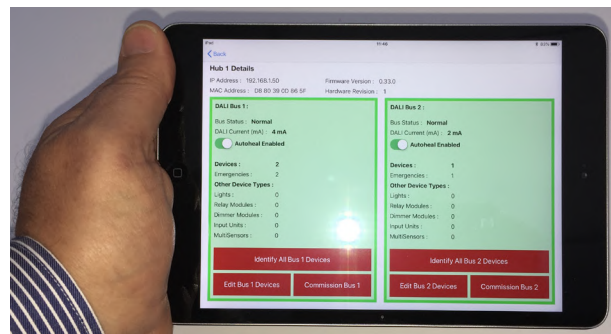 iPad 11:48 83%
Back
Hub 1 Details
IP Address : 192.168.1.50 Firmware Version : 0.33.0
MAC Address : D8 80 39 0D 66 5F Hardware Revision : 1
DALI Bus 1 :
Bus Status : Normal
DALI Current (mA) : 4 mA
Autoheal Enabled
Devices : 2
Emergencies : 2
Other Device Types :
Lights : 0
Relay Modules : 0
Dimmer Modules : 0
Input Units : 0
MultiSensors : 0
Identify All Bus 1 Devices
Edit Bus 1 Devices Commission Bus 1
DALI Bus 2 :
Bus Status : Normal
DALI Current (mA) : 2 mA
Autoheal Enabled
Devices : 1
Emergencies : 1
Other Device Types :
Lights : 0
Relay Modules : 0
Dimmer Modules : 0
Input Units : 0
MultiSensors : 0
Identify All Bus 2 Devices
Edit Bus 2 Devices Commission Bus 2